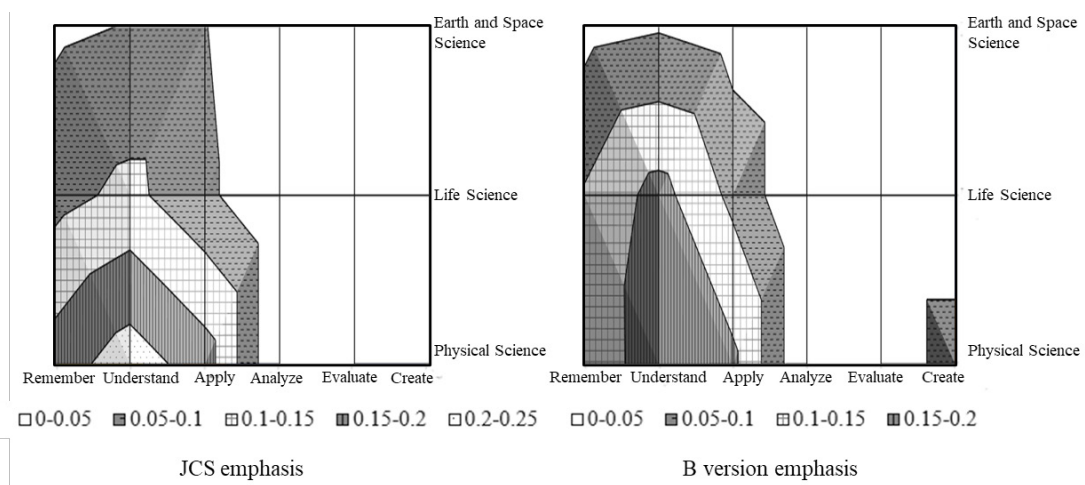 Earth and Space
Science
Life Science
Physical Science
Remember Understand Apply Analyze Evaluate Create
0-0.05 0.05-0.1 0.1-0.15 0.15-0.2 0.2-0.25
JCS emphasis
Earth and Space
Science
Life Science
Physical Science
Remember Understand Apply Analyze Evaluate Create
0-0.05 0.05-0.1 0.1-0.15 0.15-0.2
B version emphasis